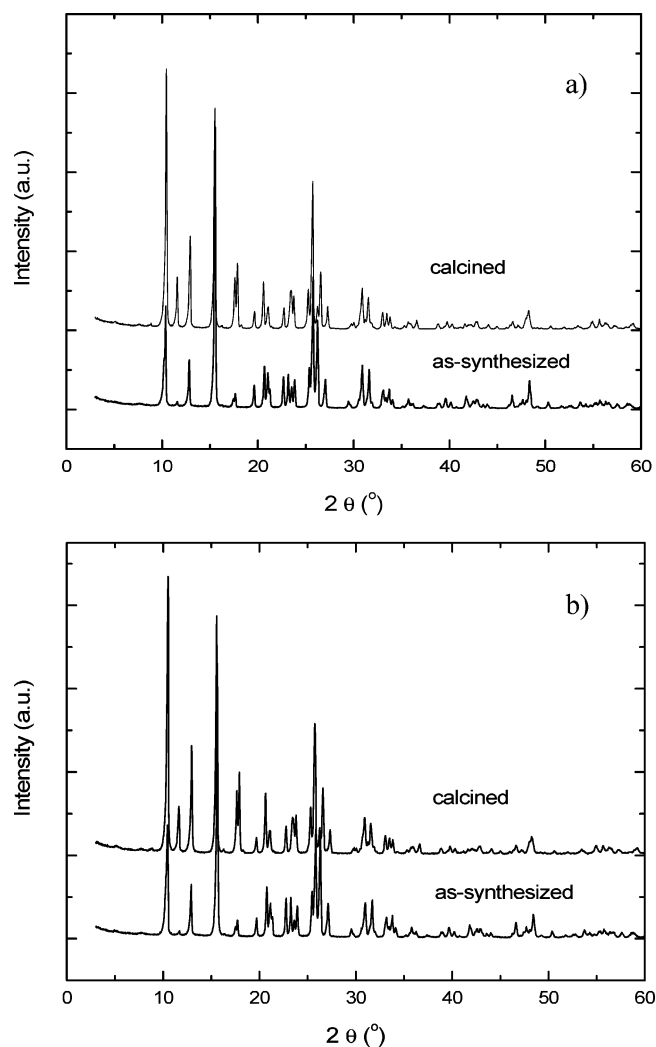 a)
Intensity (a.u.)
calcined
as-synthesized
0 10 20 30 40 50 60
2 θ (°)
b)
Intensity (a.u.)
calcined
as-synthesized
0 10 20 30 40 50 60
2 θ (°)